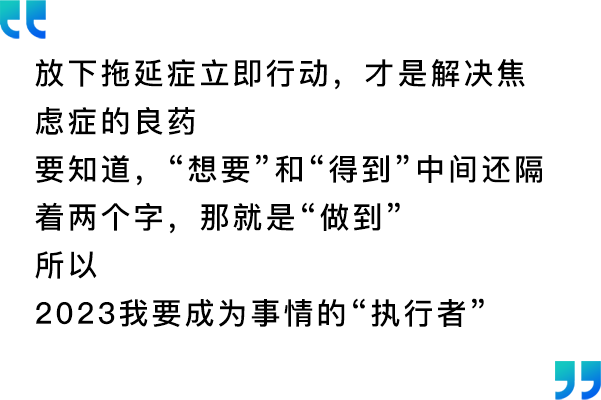 放下拖延症立即行动，才是解决焦
虑症的良药
要知道，“想要”和“得到”中间还隔
着两个字，那就是“做到”
所以
2023我要成为事情的“执行者”